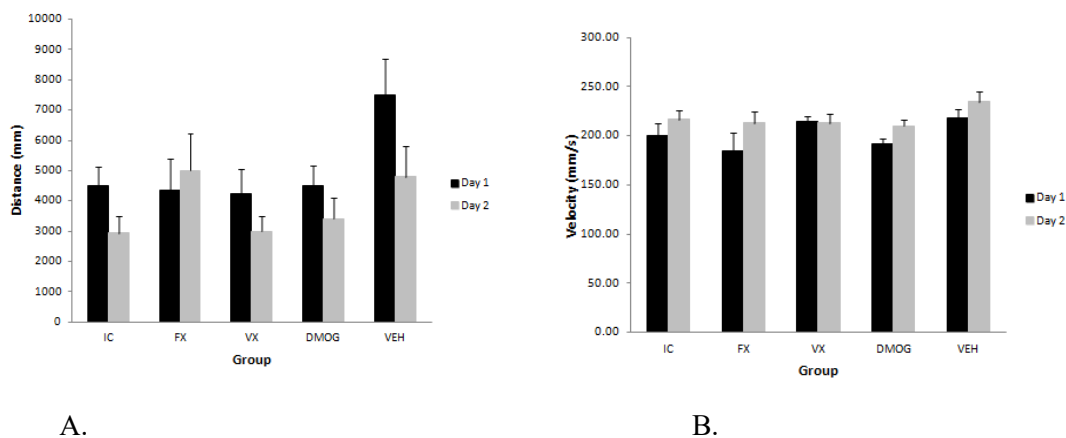 10000
9000
8000
7000
6000
5000
4000
3000
2000
1000
0
Distance (mm)
IC FX VX DMOG VEH
Group
Day 1
Day 2
A.
300.00
250.00
200.00
150.00
100.00
50.00
0.00
Velocity (mm/s)
IC FX VX DMOG VEH
Group
Day 1
Day 2
B.